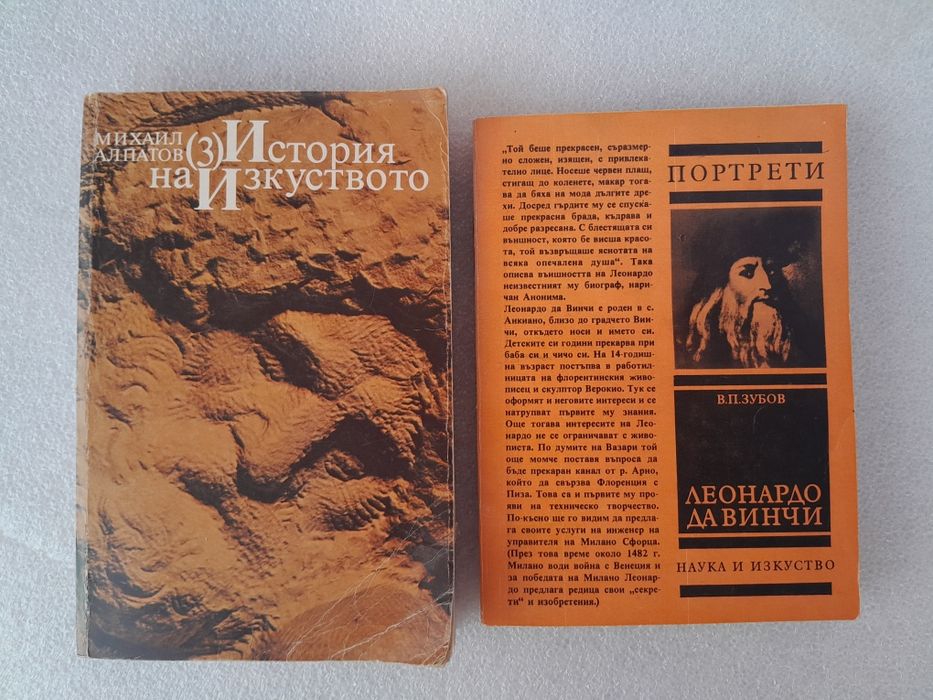 МИХАИЛ
АЛПАТОВ
(3) История
на Изкуството
„Той беше прекрасен, съразмер-
но сложен, изящен, с привлека-
телно лице. Носеше червен плащ,
стигащ до коленете, макар тога-
ва да бяха на мода дългите дре-
хи. Досред гърдите му се спуска-
ше прекрасна брада, къдрава и
добре разресана. С блестящата си
външност, която бе висша красо-
та, той възвръщаше яснотата на
всяка опечалена душа“. Така
описва външността на Леонардо
неизвестният му биограф, нари-
чан Анонима.
Леонардо да Винчи е роден в с.
Анкиано, близо до градчето Вин-
чи, откъдето носи и името си.
Детските си години прекарва при
баба си и чичо си. На 14-годиш-
на възраст постъпва в работил-
ницата на флорентинския живо-
писец и скулптор Верокио. Тук се
оформят и неговите интереси и се
натрупват първите му знания.
Още тогава интересите на Лео-
нардо не се ограничават с живо-
писта. По думите на Вазари той
още момче поставя въпроса да
бъде прекаран канал от р. Арно,
който да свързва Флоренция с
Пиза. Това са и първите му про-
яви на техническо творчество.
По-късно ще го видим да предла-
га своите услуги на инженер на
управителя на Милано Сфорца.
(През това време около 1482 г.
Милано води война с Венеция и
за победата на Милано Леонар-
до предлага редица свои „секре-
ти“ и изобретения.)
ПОРТРЕТИ
В.П.ЗУБОВ
ЛЕОНАРДО
ДА ВИНЧИ
НАУКА И ИЗКУСТВО